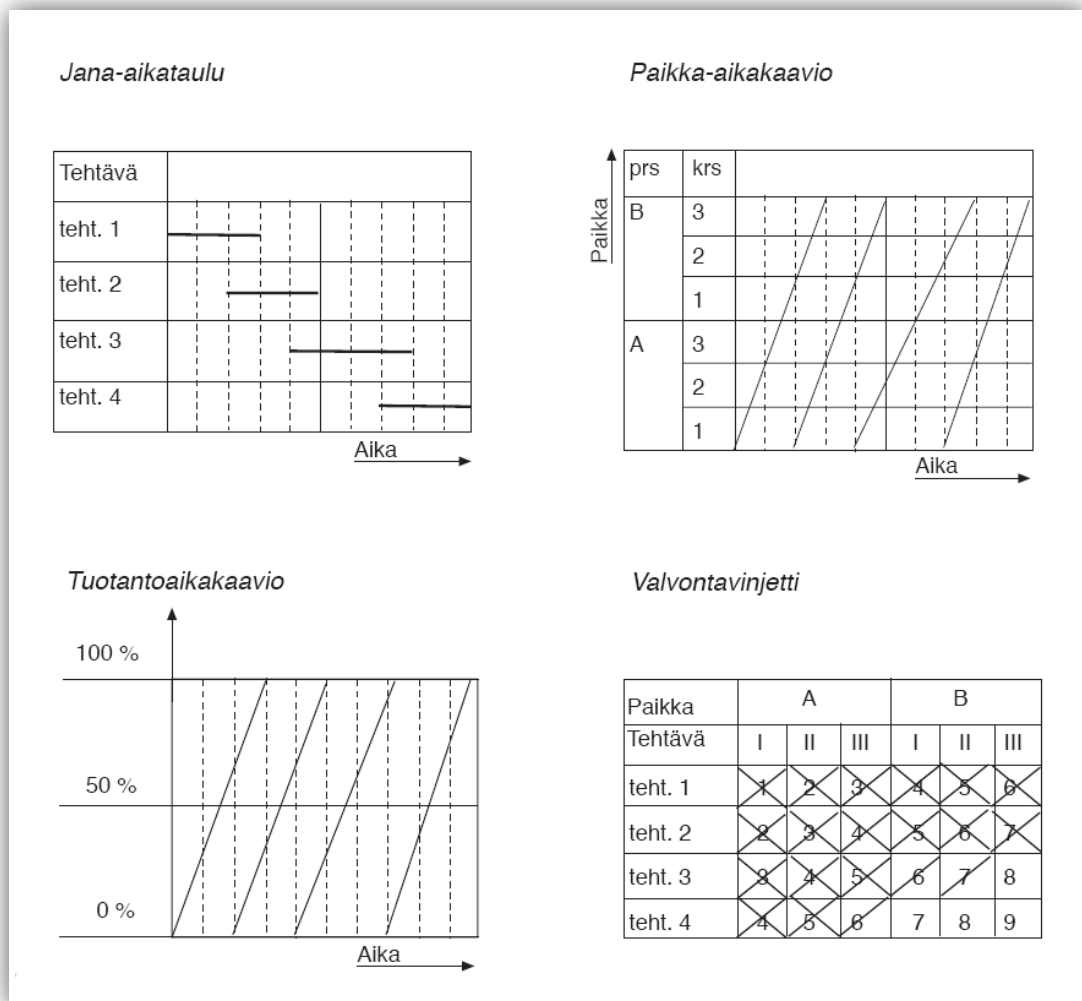 Jana-aikataulu
Tehtävä
teht. 1
teht. 2
teht. 3
teht. 4
Aika
Paikka-aikakaavio
Paikka
prs krs
B 3
2
1
A 3
2
1
Aika
Tuotantoaikakaavio
100 %
50 %
0 %
Aika
Valvontavinjetti
Paikka A B
Tehtävä I II III I II III
teht. 1 1 2 3 4 5 6
teht. 2 2 3 4 5 6 7
teht. 3 3 4 5 6 7 8
teht. 4 4 5 6 7 8 9